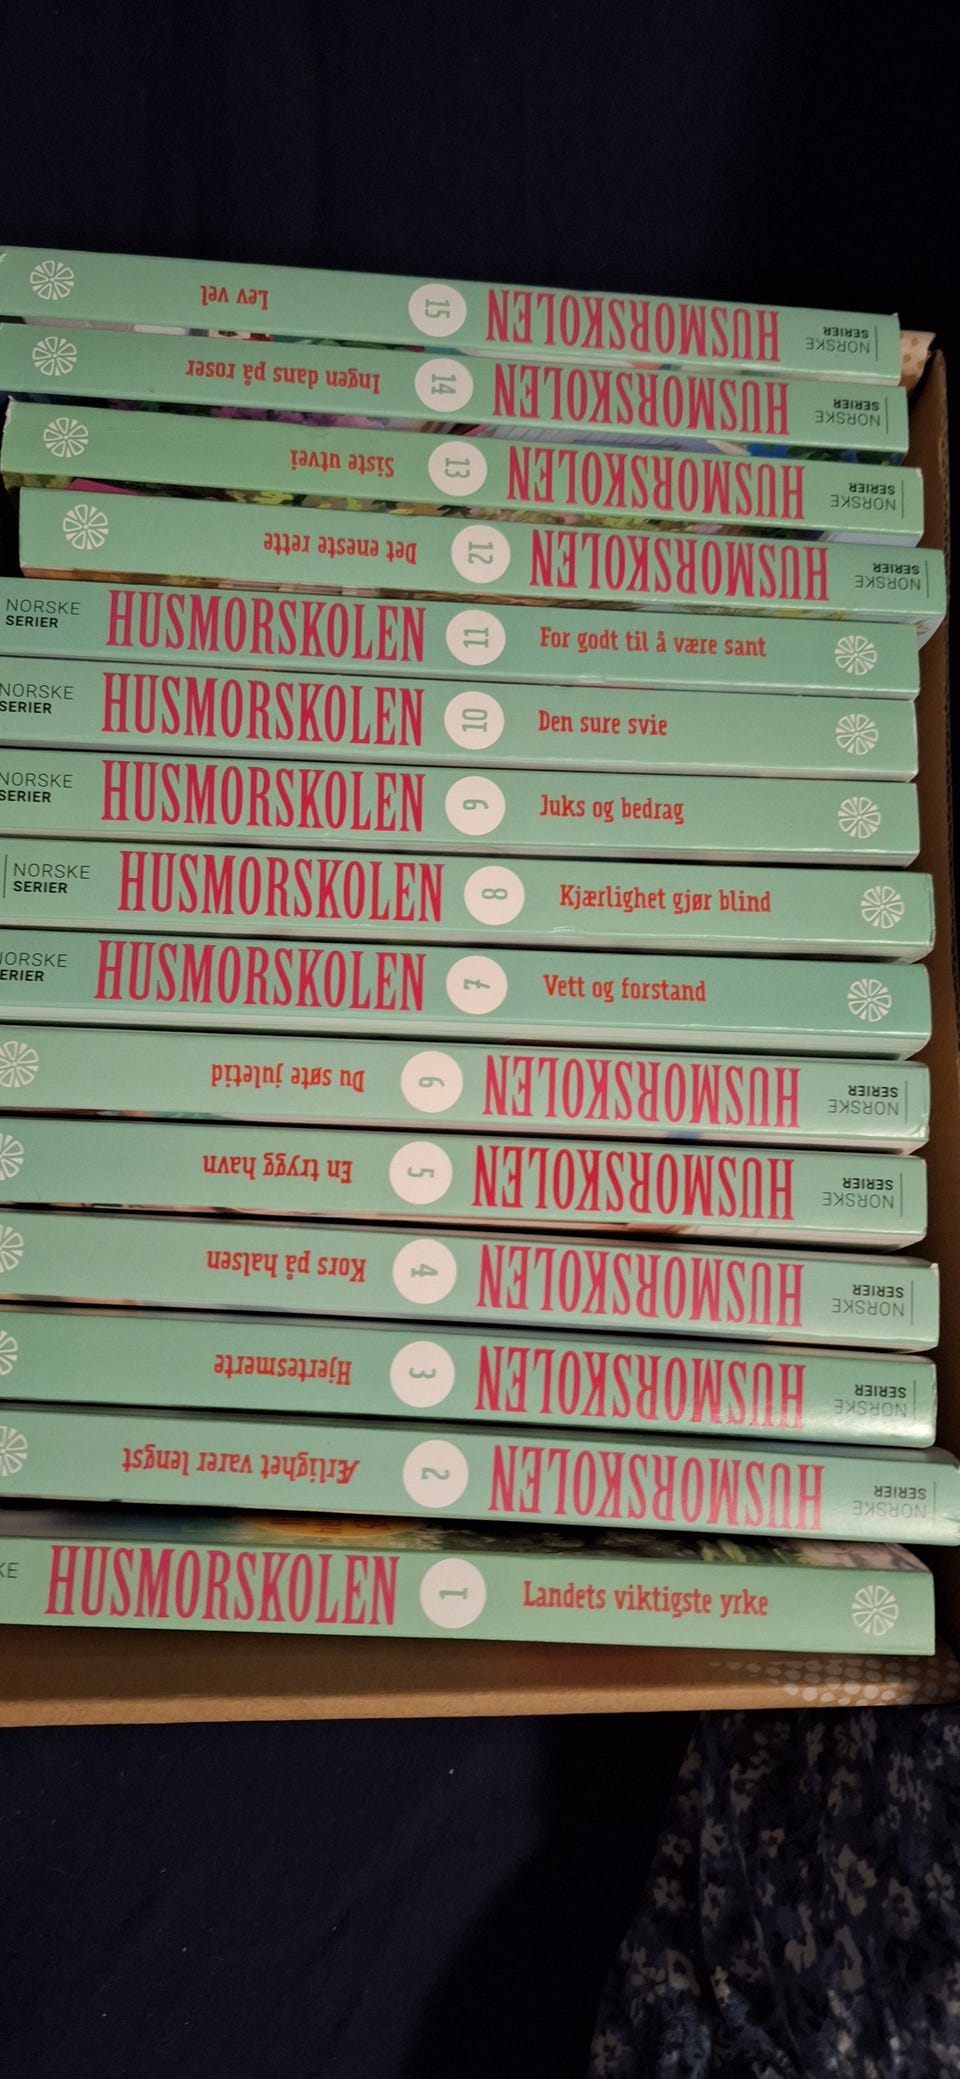 Lev vel 15 HUSMORSKOLEN NORSKE SERIER
Ingen dans på roser 14 HUSMORSKOLEN NORSKE SERIER
Siste utvei 13 HUSMORSKOLEN NORSKE SERIER
Det eneste rette 12 HUSMORSKOLEN NORSKE SERIER
NORSKE SERIER HUSMORSKOLEN 11 For godt til å være sant
NORSKE SERIER HUSMORSKOLEN 10 Den sure svie
NORSKE SERIER HUSMORSKOLEN 9 Juks og bedrag
NORSKE SERIER HUSMORSKOLEN 8 Kjærlighet gjør blind
NORSKE SERIER HUSMORSKOLEN 7 Vett og forstand
Du søte juletid 6 HUSMORSKOLEN NORSKE SERIER
En trygg havn 5 HUSMORSKOLEN NORSKE SERIER
Kors på halsen 4 HUSMORSKOLEN NORSKE SERIER
Hjertesmerte 3 HUSMORSKOLEN NORSKE SERIER
Ærlighet varer lengst 2 HUSMORSKOLEN NORSKE SERIER
KE HUSMORSKOLEN 1 Landets viktigste yrke